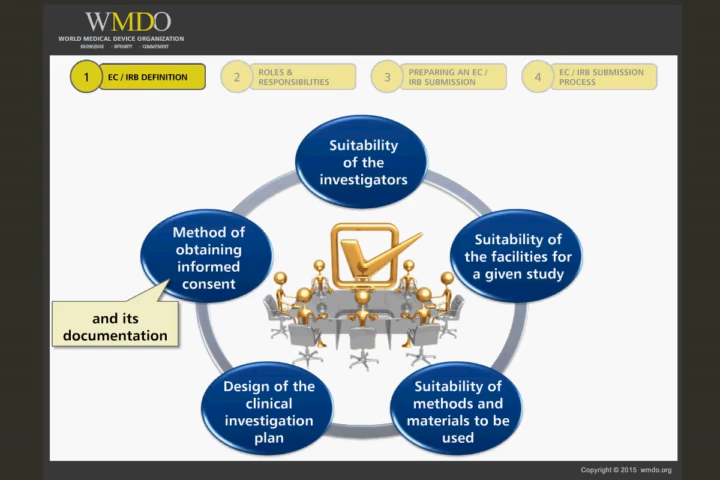 WMDO
WORLD MEDICAL DEVICE ORGANIZATION
KNOWLEDGE · INTEGRITY · COMMITMENT
1 EC / IRB DEFINITION
2 ROLES &
RESPONSIBILITIES
3 PREPARING AN EC /
IRB SUBMISSION
4 EC / IRB SUBMISSION
PROCESS
Suitability
of the
investigators
Method of
obtaining
informed
consent
Suitability of
the facilities for
a given study
and its
documentation
Design of the
clinical
investigation
plan
Suitability of
methods and
materials to be
used
Copyright © 2015 wmdo.org